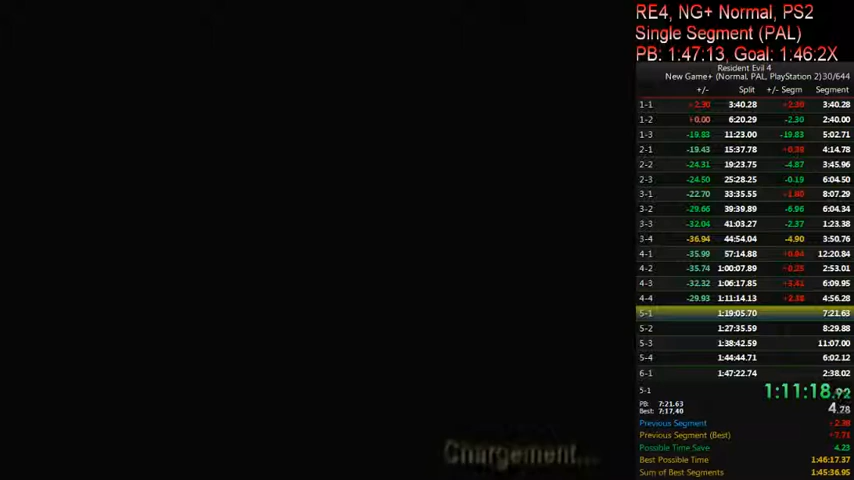 RE4, NG+ Normal, PS2
Single Segment (PAL)
PB: 1:47:13, Goal: 1:46:2X
Resident Evil 4
New Game+ (Normal, PAL, PlayStation 2) 30/644
+/- Split +/- Segm Segment
1-1 +2.30 3:40.28 +2.30 3:40.28
1-2 +0.00 6:20.29 -2.30 2:40.00
1-3 -19.83 11:23.00 -19.83 5:02.71
2-1 -19.43 15:37.78 +0.39 4:14.78
2-2 -24.31 19:23.75 -4.87 3:45.96
2-3 -24.50 25:28.25 -0.19 6:04.50
3-1 -22.70 33:35.55 +1.80 8:07.29
3-2 -29.66 39:39.89 -6.96 6:04.34
3-3 -32.04 41:03.27 -2.37 1:23.38
3-4 -36.94 44:54.04 -4.90 3:50.76
4-1 -35.99 57:14.88 +0.94 12:20.84
4-2 -35.74 1:00:07.89 +0.25 2:53.01
4-3 -32.32 1:06:17.85 +3.41 6:09.95
4-4 -29.93 1:11:14.13 +2.38 4:56.28
5-1 1:19:05.70 7:21.63
5-2 1:27:35.59 8:29.88
5-3 1:38:42.59 11:07.00
5-4 1:44:44.71 6:02.12
6-1 1:47:22.74 2:38.02
5-1 1:11:18.92
PB: 7:21.63
Best: 7:17.40 4.78
Previous Segment +2.38
Previous Segment (Best) +7.71
Possible Time Save 4.23
Best Possible Time 1:46:17.37
Sum of Best Segments 1:45:36.95
Chargement...